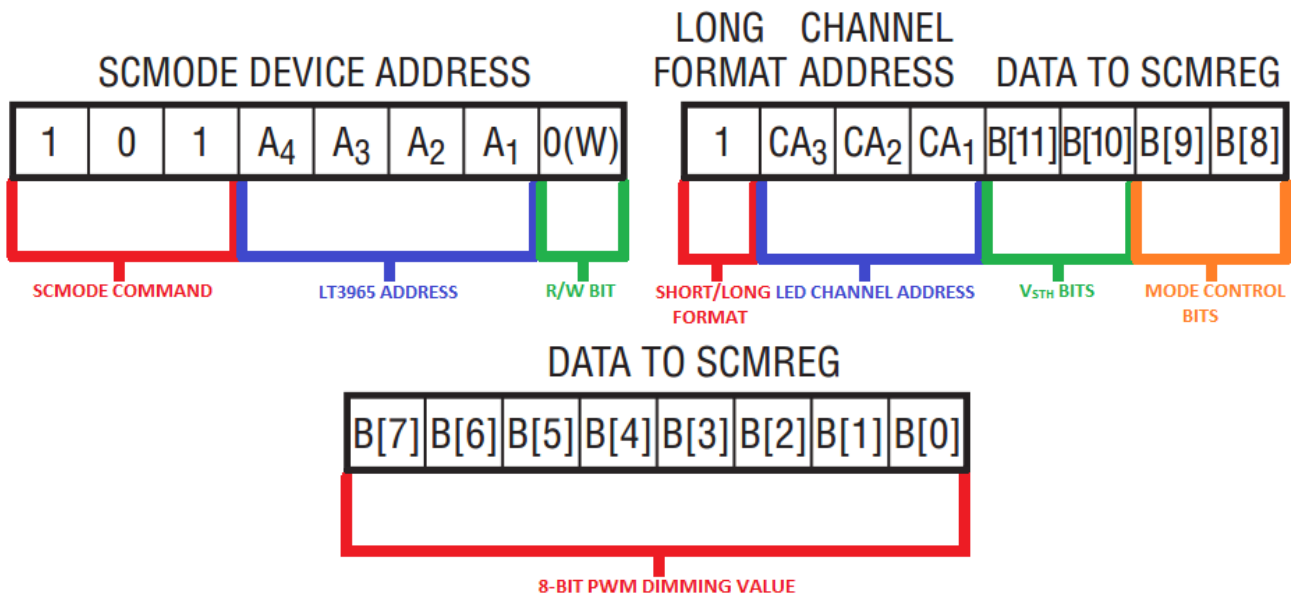 LONG CHANNEL
SCMODE DEVICE ADDRESS FORMAT ADDRESS DATA TO SCMREG
1 0 1 A4 A3 A2 A1 0(W) 1 CA3 CA2 CA1 B[11] B[10] B[9] B[8]
SCMODE COMMAND LT3965 ADDRESS R/W BIT SHORT/LONG LED CHANNEL ADDRESS VSTH BITS MODE CONTROL
FORMAT BITS
DATA TO SCMREG
B[7] B[6] B[5] B[4] B[3] B[2] B[1] B[0]
8-BIT PWM DIMMING VALUE